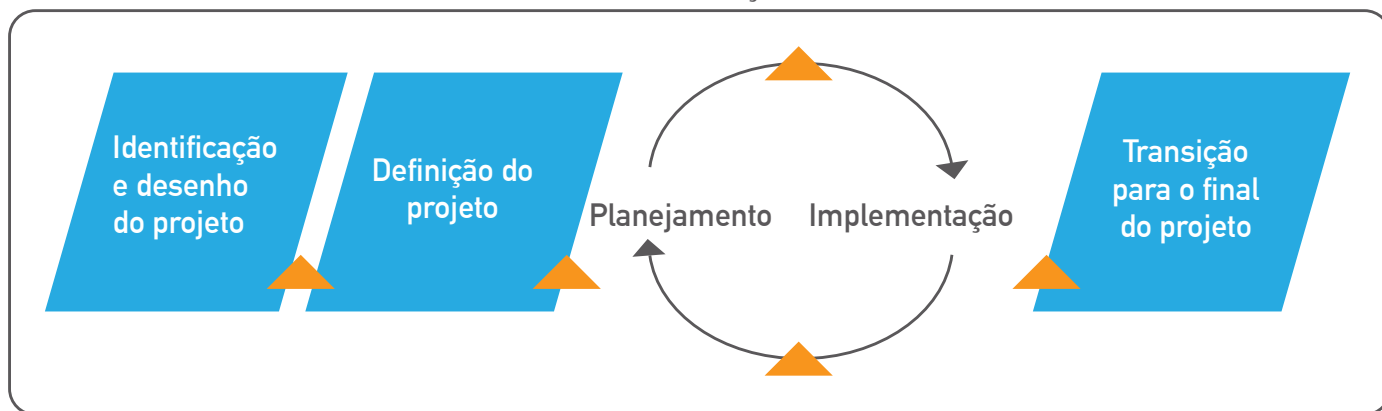 Identificação
e desenho
do projeto
Definição do
projeto
Planejamento
Implementação
Transição
para o final
do projeto